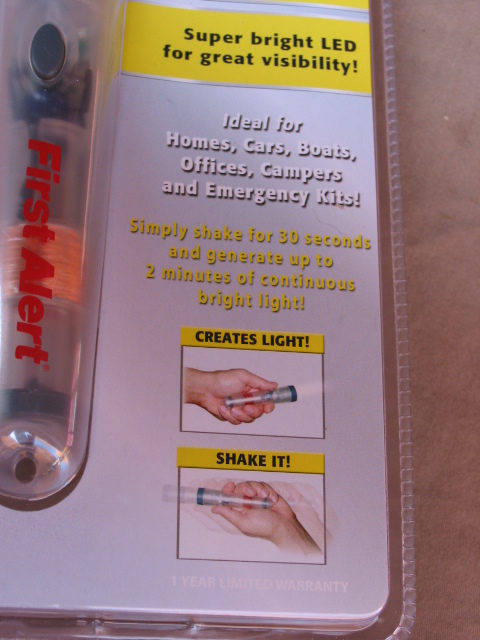 Super bright LED
for great visibility!
Ideal for
Homes, Cars, Boats,
Offices, Campers
and Emergency Kits!
First Alert
Simply shake for 30 seconds
and generate up to
2 minutes of continuous
bright light!
CREATES LIGHT!
SHAKE IT!
1 YEAR LIMITED WARRANTY